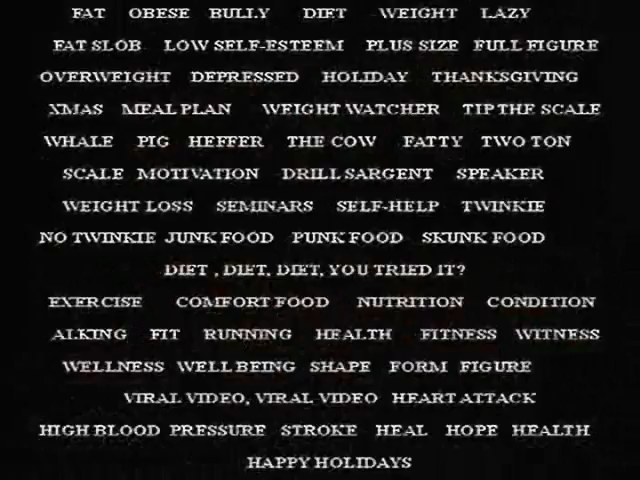 FAT OBESE BULLY DIET WEIGHT LAZY
FAT SLOB LOW SELF-ESTEEM PLUS SIZE FULL FIGURE
OVERWEIGHT DEPRESSED HOLIDAY THANKSGIVING
XMAS MEAL PLAN WEIGHT WATCHER TIP THE SCALE
WHALE PIG HEFFER THE COW FATTY TWO TON
SCALE MOTIVATION DRILL SARGENT SPEAKER
WEIGHT LOSS SEMINARS SELF-HELP TWINKIE
NO TWINKIE JUNK FOOD PUNK FOOD SKUNK FOOD
DIET , DIET, DIET, YOU TRIED IT?
EXERCISE COMFORT FOOD NUTRITION CONDITION
ALKING FIT RUNNING HEALTH FITNESS WITNESS
WELLNESS WELL BEING SHAPE FORM FIGURE
VIRAL VIDEO, VIRAL VIDEO HEART ATTACK
HIGH BLOOD PRESSURE STROKE HEAL HOPE HEALTH
HAPPY HOLIDAYS